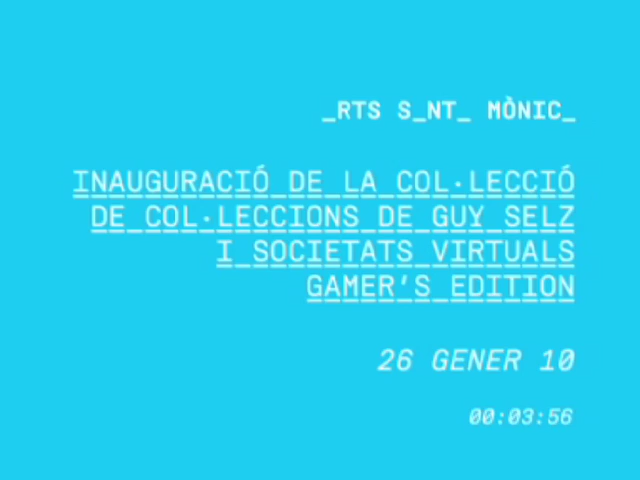 _RTS S_NT_ MÒNIC_
INAUGURACIÓ DE LA COL·LECCIÓ
DE COL·LECCIONS DE GUY SELZ
I SOCIETATS VIRTUALS
GAMER'S EDITION
26 GENER 10
00:03:56